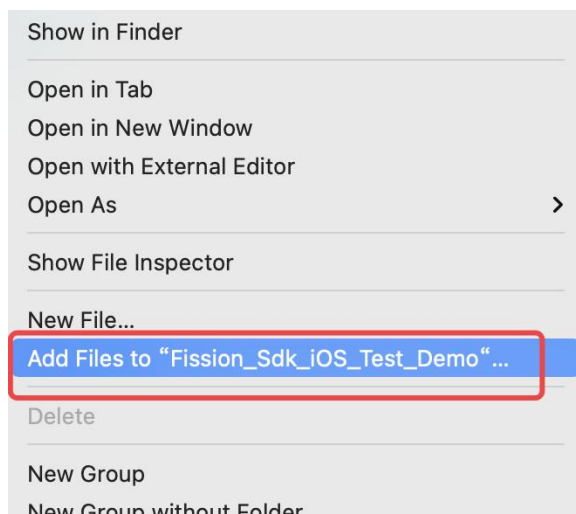 Show in Finder
Open in Tab
Open in New Window
Open with External Editor
Open As
Show File Inspector
New File...
Add Files to “Fission_Sdk_iOS_Test_Demo“...
Delete
New Group
New Group without Folder